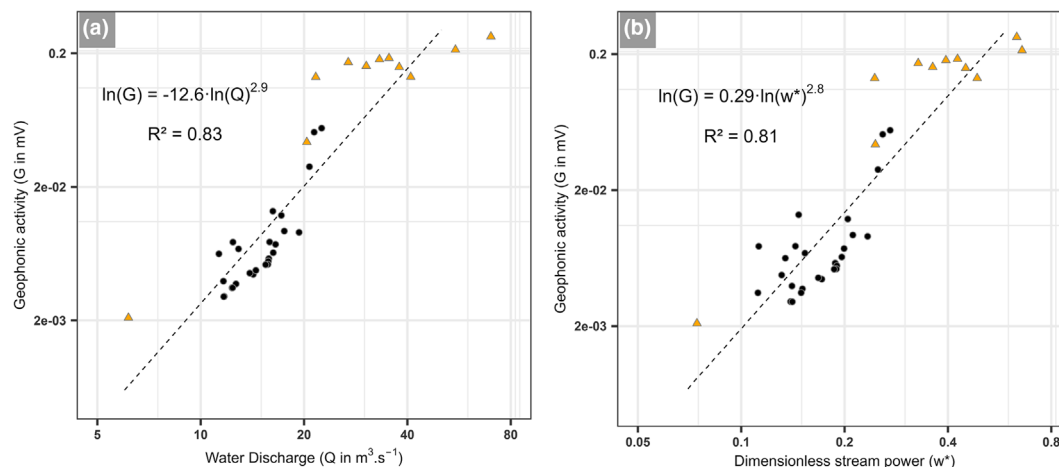 (a)
Geophonic activity (G in mV)
0.2
2e-02
2e-03
ln(G) = -12.6·ln(Q)^2.9
R² = 0.83
5 10 20 40 80
Water Discharge (Q in m³.s⁻¹)
(b)
Geophonic activity (G in mV)
0.2
2e-02
2e-03
ln(G) = 0.29·ln(w*)^2.8
R² = 0.81
0.05 0.1 0.2 0.4 0.8
Dimensionless stream power (w*)